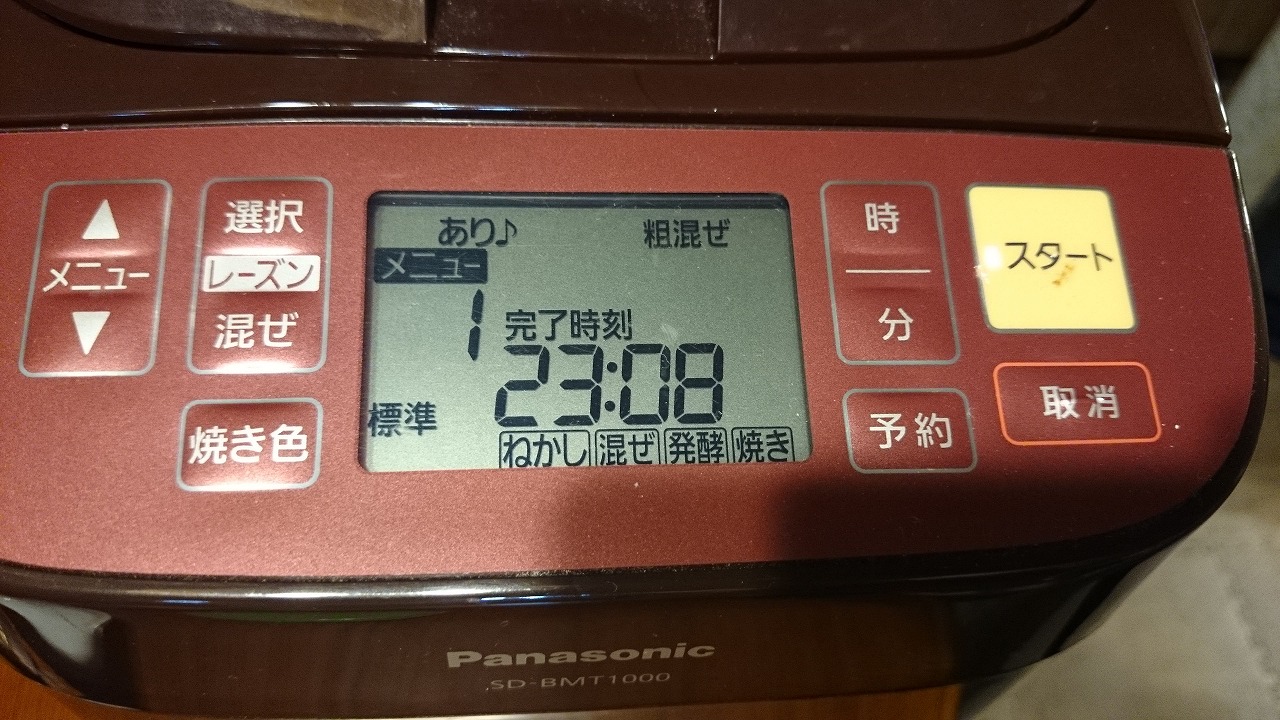 ▲
メニュー
▼
選択
レーズン
混ぜ
焼き色
あり♪ 粗混ぜ
メニュー
1
完了時刻
23:08
標準
ねかし 混ぜ 発酵 焼き
時
分
予約
スタート
取消
Panasonic
SD-BMT1000